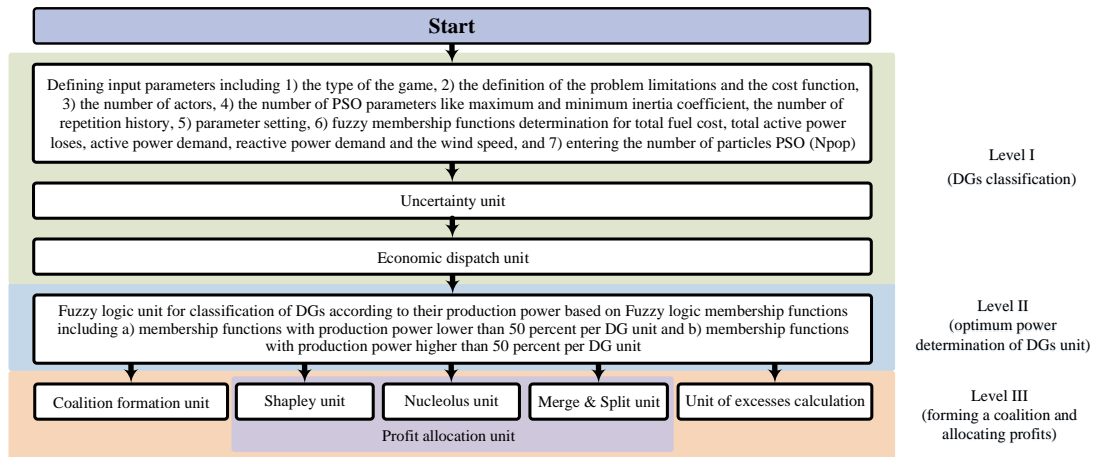 Start
Defining input parameters including 1) the type of the game, 2) the definition of the problem limitations and the cost function,
3) the number of actors, 4) the number of PSO parameters like maximum and minimum inertia coefficient, the number of
repetition history, 5) parameter setting, 6) fuzzy membership functions determination for total fuel cost, total active power
loses, active power demand, reactive power demand and the wind speed, and 7) entering the number of particles PSO (Npop)
Level I
(DGs classification)
Uncertainty unit
Economic dispatch unit
Fuzzy logic unit for classification of DGs according to their production power based on Fuzzy logic membership functions
including a) membership functions with production power lower than 50 percent per DG unit and b) membership functions
with production power higher than 50 percent per DG unit
Level II
(optimum power
determination of DGs unit)
Coalition formation unit
Shapley unit
Nucleolus unit
Merge & Split unit
Unit of excesses calculation
Profit allocation unit
Level III
(forming a coalition and
allocating profits)